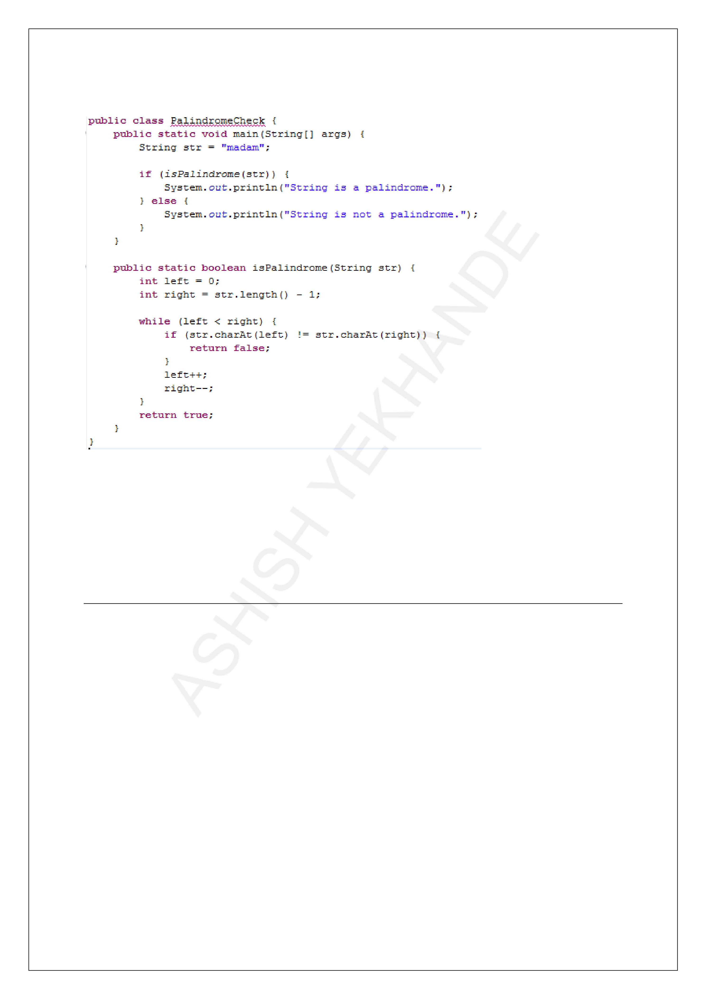 public class PalindromeCheck {
    public static void main(String[] args) {
        String str = "madam";

        if (isPalindrome(str)) {
            System.out.println("String is a palindrome.");
        } else {
            System.out.println("String is not a palindrome.");
        }
    }

    public static boolean isPalindrome(String str) {
        int left = 0;
        int right = str.length() - 1;

        while (left < right) {
            if (str.charAt(left) != str.charAt(right)) {
                return false;
            }
            left++;
            right--;
        }
        return true;
    }
}
ASHISH YEKHANDE